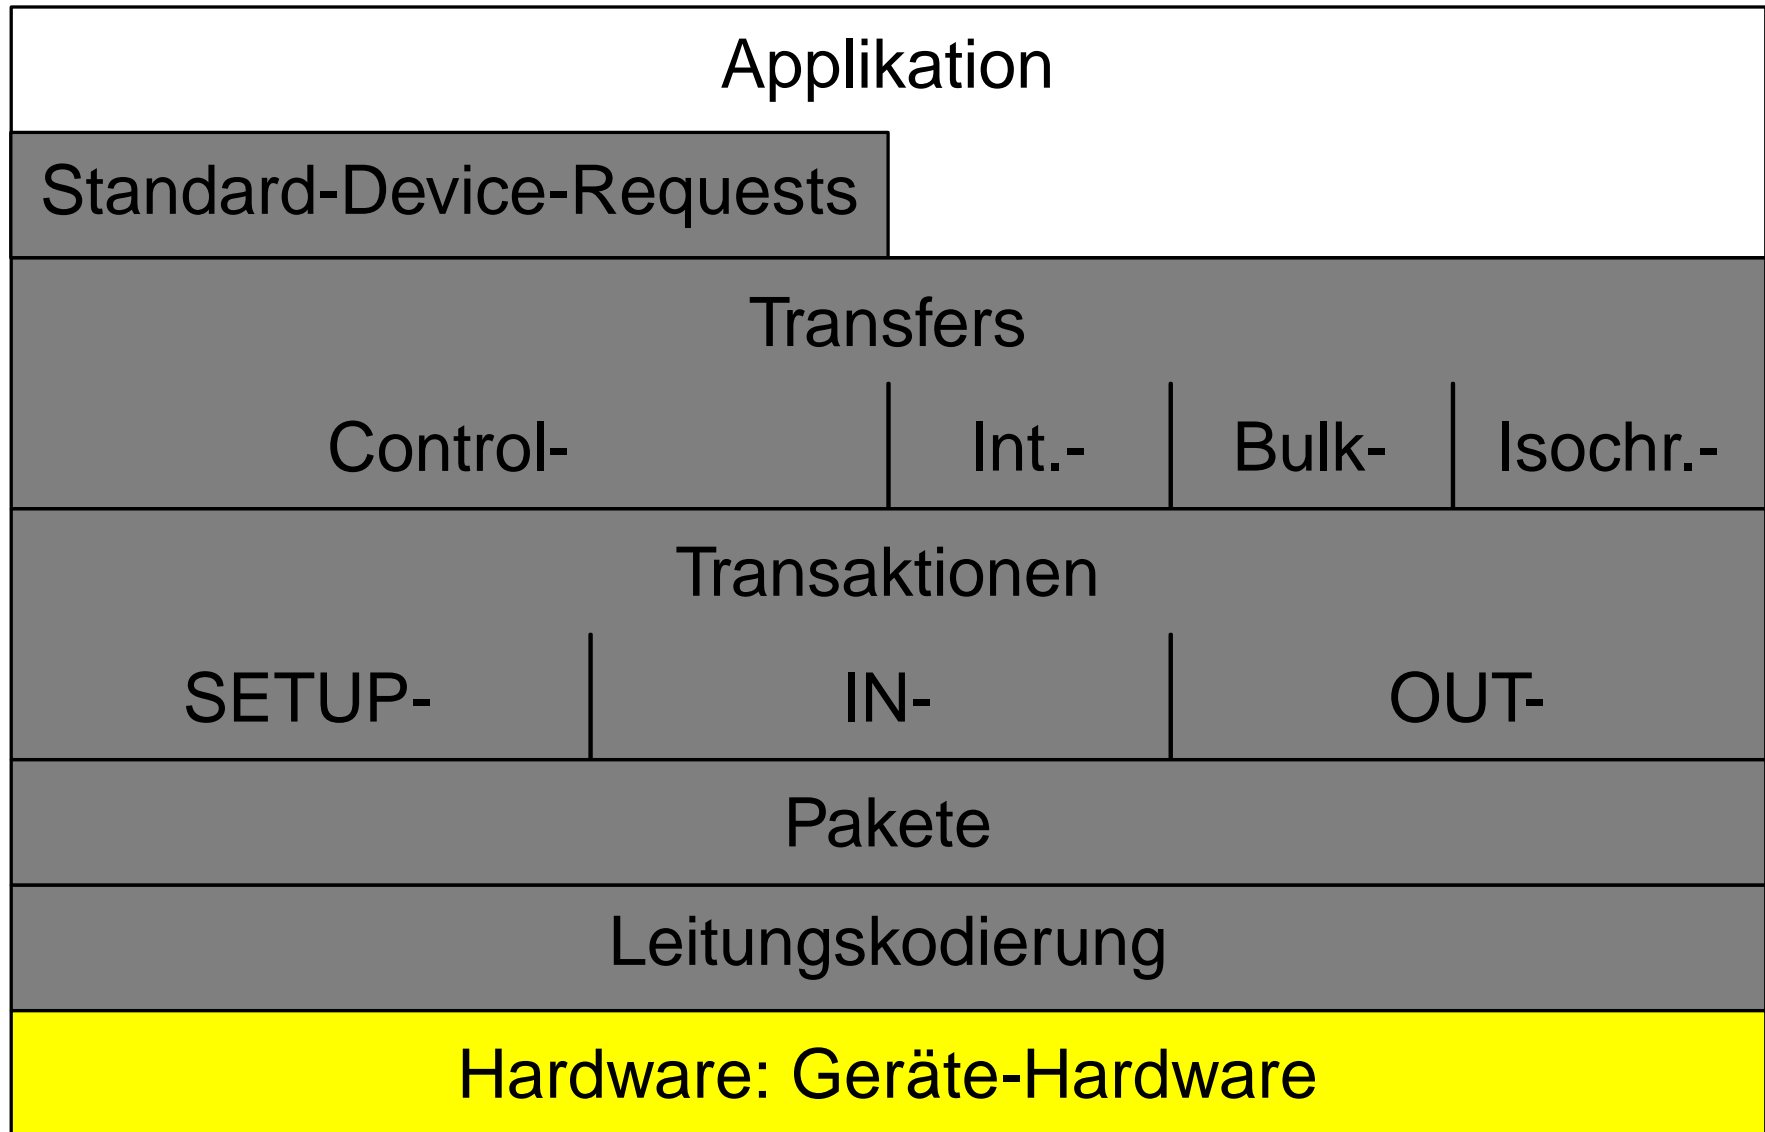 Applikation
Standard-Device-Requests
Transfers
Control- Int.- Bulk- Isochr.-
Transaktionen
SETUP- IN- OUT-
Pakete
Leitungskodierung
Hardware: Geräte-Hardware